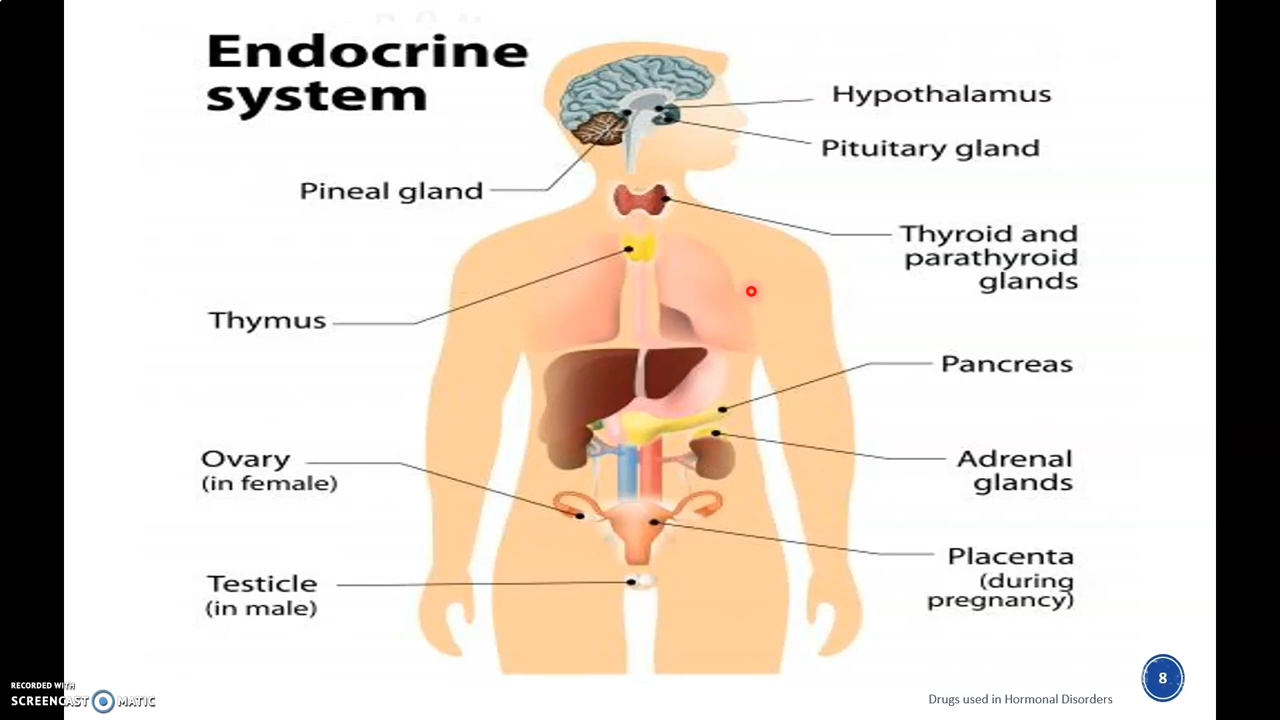 Endocrine
system
Hypothalamus
Pituitary gland
Pineal gland
Thyroid and
parathyroid
glands
Thymus
Pancreas
Ovary
(in female)
Adrenal
glands
Placenta
(during
pregnancy)
Testicle
(in male)
8
Drugs used in Hormonal Disorders
RECORDED WITH
SCREENCAST MATIC